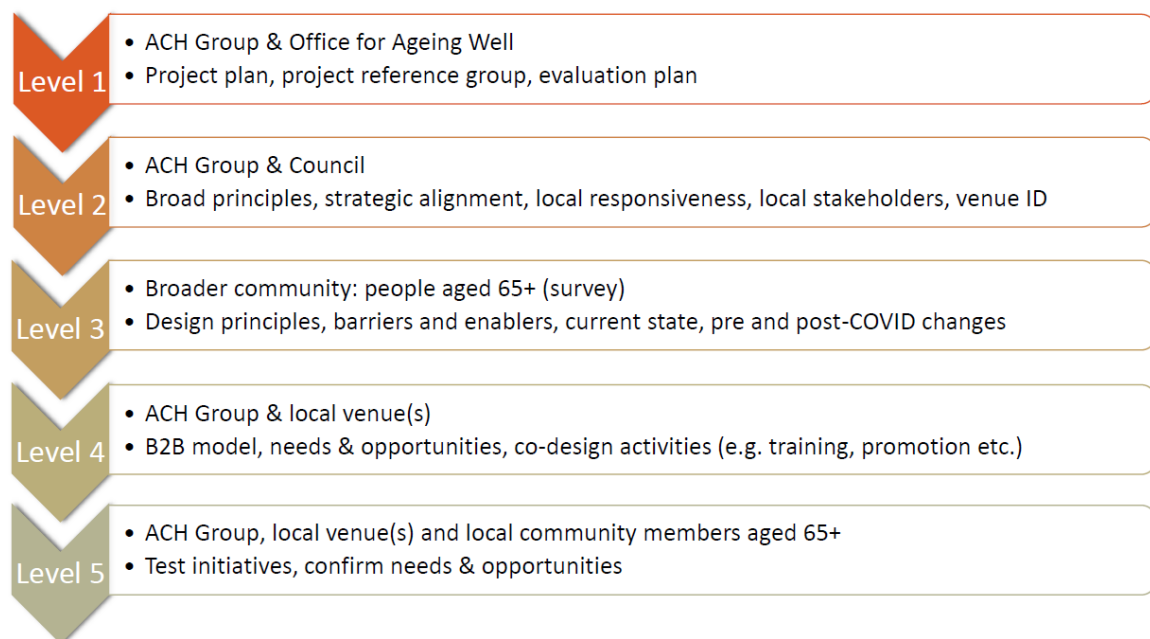 Level 1
• ACH Group & Office for Ageing Well
• Project plan, project reference group, evaluation plan
Level 2
• ACH Group & Council
• Broad principles, strategic alignment, local responsiveness, local stakeholders, venue ID
Level 3
• Broader community: people aged 65+ (survey)
• Design principles, barriers and enablers, current state, pre and post-COVID changes
Level 4
• ACH Group & local venue(s)
• B2B model, needs & opportunities, co-design activities (e.g. training, promotion etc.)
Level 5
• ACH Group, local venue(s) and local community members aged 65+
• Test initiatives, confirm needs & opportunities